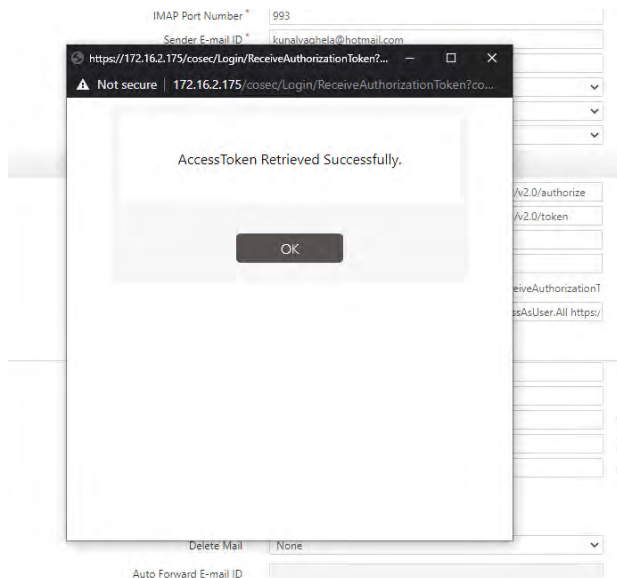 IMAP Port Number * 993
Sender E-mail ID * kunalvaghela@hotmail.com
https://172.16.2.175/cosec/Login/ReceiveAuthorizationToken?...
Not secure | 172.16.2.175/cosec/Login/ReceiveAuthorizationToken?co...
AccessToken Retrieved Successfully.
/v2.0/authorize
/v2.0/token
OK
eiveAuthorizationT
ssAsUser.All https:/
Delete Mail None
Auto Forward E-mail ID